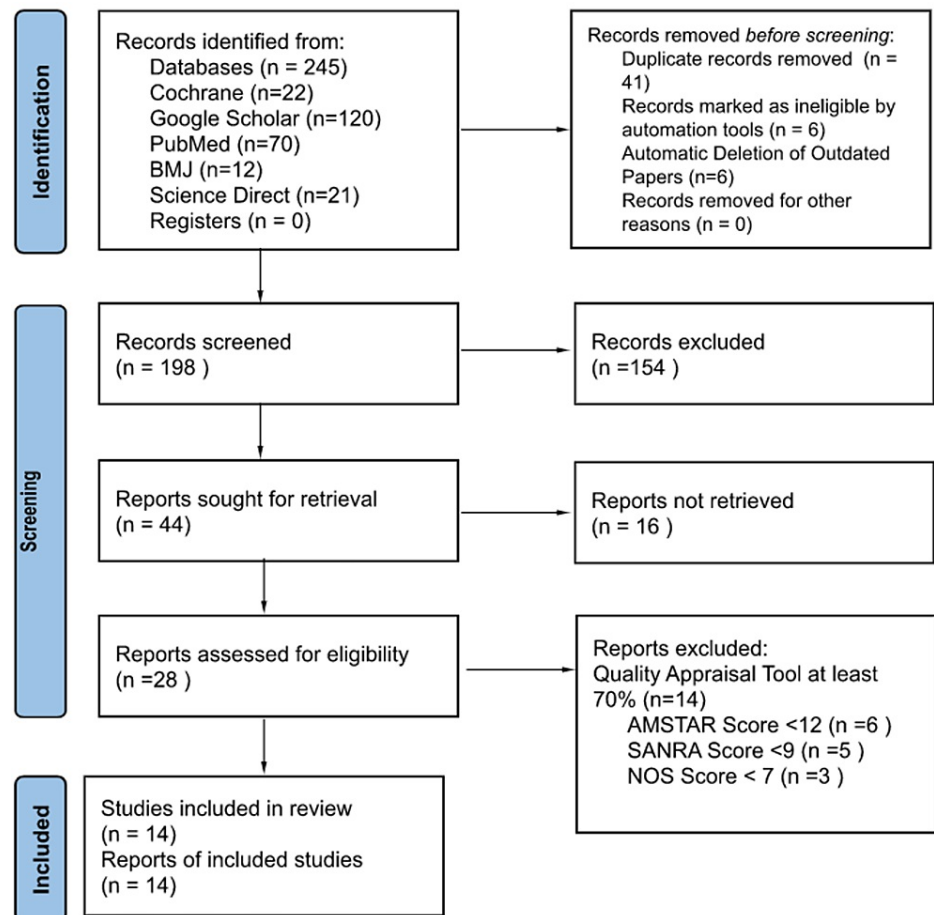 Identification
Records identified from:
Databases (n = 245)
Cochrane (n=22)
Google Scholar (n=120)
PubMed (n=70)
BMJ (n=12)
Science Direct (n=21)
Registers (n = 0)
Records removed before screening:
Duplicate records removed (n =
41)
Records marked as ineligible by
automation tools (n = 6)
Automatic Deletion of Outdated
Papers (n=6)
Records removed for other
reasons (n = 0)
Screening
Records screened
(n = 198 )
Records excluded
(n =154 )
Reports sought for retrieval
(n = 44)
Reports not retrieved
(n = 16 )
Reports assessed for eligibility
(n =28 )
Reports excluded:
Quality Appraisal Tool at least
70% (n=14)
AMSTAR Score <12 (n =6 )
SANRA Score <9 (n =5 )
NOS Score < 7 (n =3 )
Included
Studies included in review
(n = 14)
Reports of included studies
(n = 14)